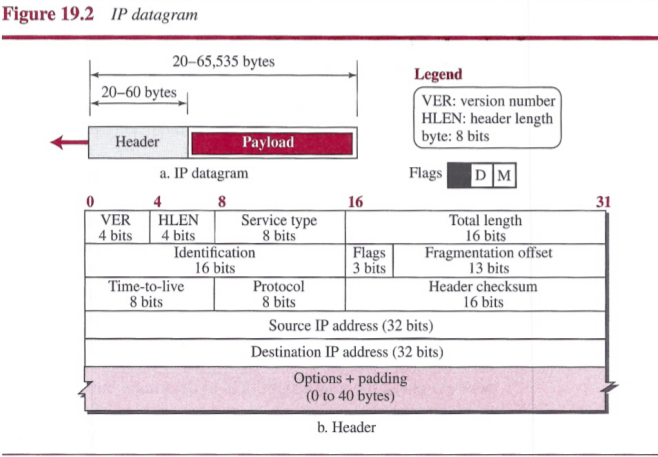 Figure 19.2 IP datagram
20–65,535 bytes
20–60 bytes
Header
Payload
a. IP datagram
Legend
VER: version number
HLEN: header length
byte: 8 bits
Flags D M
0 4 8 16 31
VER
4 bits
HLEN
4 bits
Service type
8 bits
Total length
16 bits
Identification
16 bits
Flags
3 bits
Fragmentation offset
13 bits
Time-to-live
8 bits
Protocol
8 bits
Header checksum
16 bits
Source IP address (32 bits)
Destination IP address (32 bits)
Options + padding
(0 to 40 bytes)
b. Header